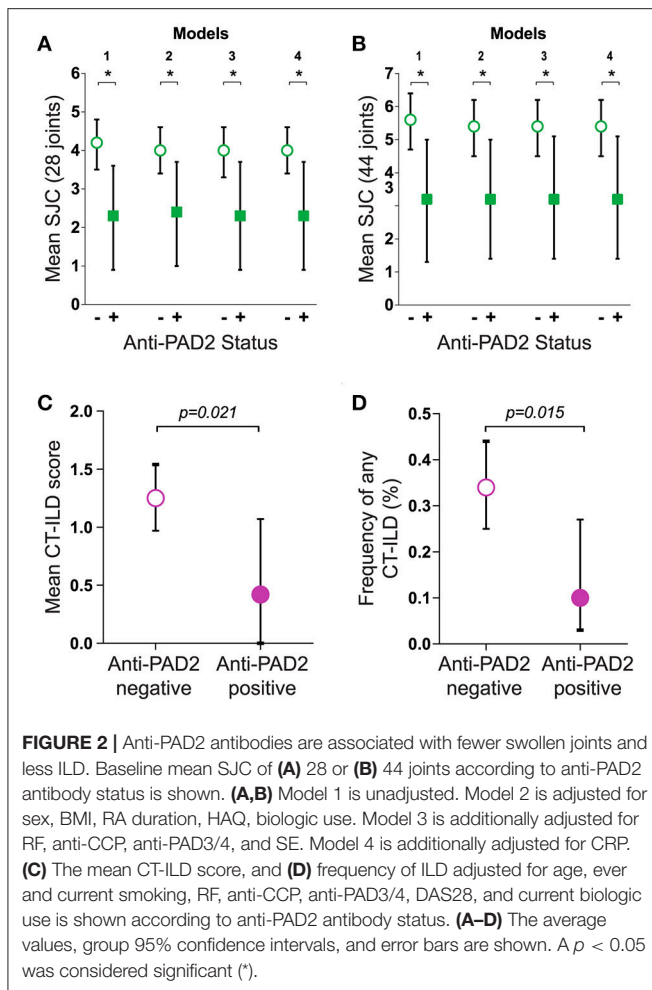 Models
A
1 2 3 4
* * * *
Mean SJC (28 joints)
6
5
4
3
2
1
0
- + - + - + - +
Anti-PAD2 Status
Models
B
1 2 3 4
* * * *
Mean SJC (44 joints)
7
6
5
4
3
2
1
0
- + - + - + - +
Anti-PAD2 Status
C
p=0.021
Mean CT-ILD score
2.0
1.5
1.0
0.5
0.0
Anti-PAD2 Anti-PAD2
negative positive
D
p=0.015
Frequency of any
CT-ILD (%)
0.5
0.4
0.3
0.2
0.1
0.0
Anti-PAD2 Anti-PAD2
negative positive
FIGURE 2 | Anti-PAD2 antibodies are associated with fewer swollen joints and
less ILD. Baseline mean SJC of (A) 28 or (B) 44 joints according to anti-PAD2
antibody status is shown. (A,B) Model 1 is unadjusted. Model 2 is adjusted for
sex, BMI, RA duration, HAQ, biologic use. Model 3 is additionally adjusted for
RF, anti-CCP, anti-PAD3/4, and SE. Model 4 is additionally adjusted for CRP.
(C) The mean CT-ILD score, and (D) frequency of ILD adjusted for age, ever
and current smoking, RF, anti-CCP, anti-PAD3/4, DAS28, and current biologic
use is shown according to anti-PAD2 antibody status. (A–D) The average
values, group 95% confidence intervals, and error bars are shown. A p < 0.05
was considered significant (*).